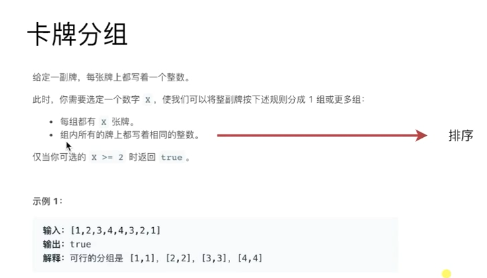 卡牌分组
给定一副牌，每张牌上都写着一个整数。
此时，你需要选定一个数字 X，使我们可以将整副牌按下述规则分成 1 组或更多组：
• 每组都有 X 张牌。
• 组内所有的牌上都写着相同的整数。
排序
仅当你可选的 X >= 2 时返回 true。
示例 1：
输入：[1,2,3,4,4,3,2,1]
输出：true
解释：可行的分组是 [1,1]，[2,2]，[3,3]，[4,4]